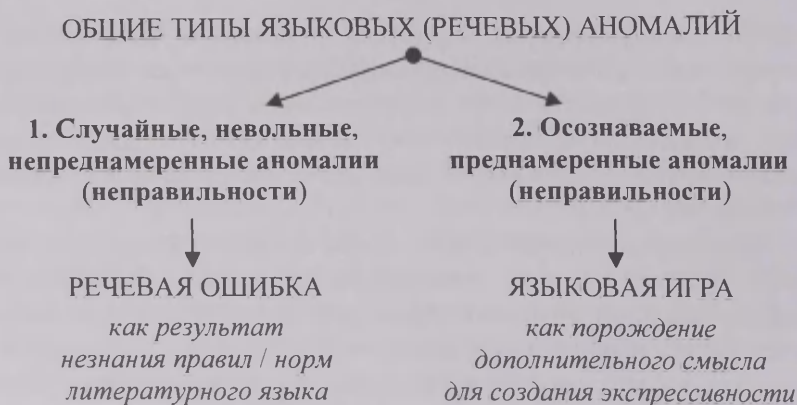 ОБЩИЕ ТИПЫ ЯЗЫКОВЫХ (РЕЧЕВЫХ) АНОМАЛИЙ
1. Случайные, невольные,
непреднамеренные аномалии
(неправильности)
РЕЧЕВАЯ ОШИБКА
как результат
незнания правил / норм
литературного языка
2. Осознаваемые,
преднамеренные аномалии
(неправильности)
ЯЗЫКОВАЯ ИГРА
как порождение
дополнительного смысла
для создания экспрессивности